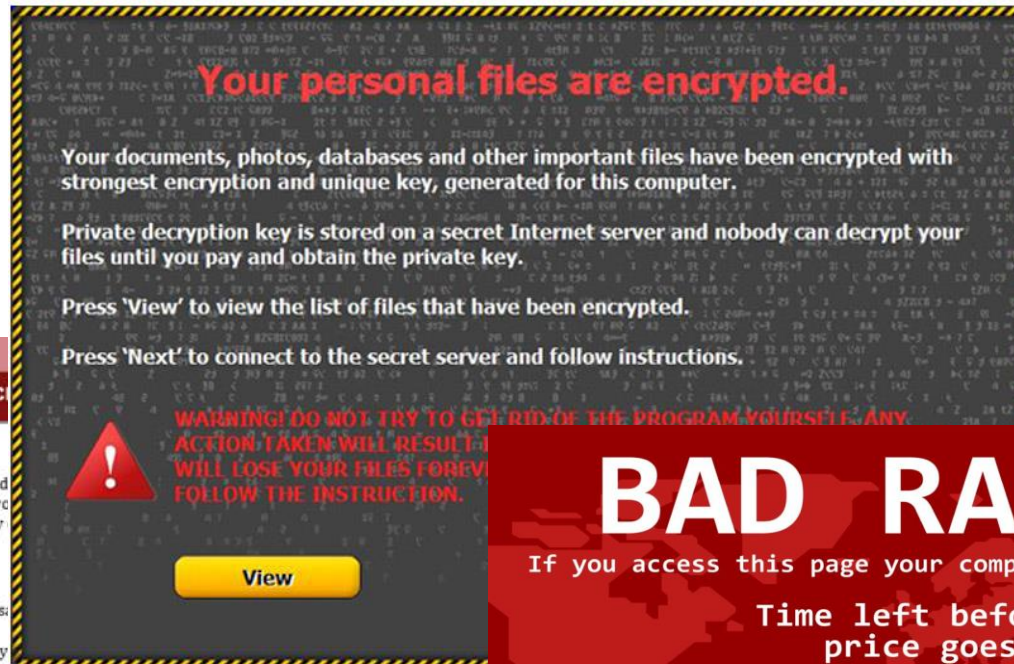 Your personal files are encrypted.
Your documents, photos, databases and other important files have been encrypted with
strongest encryption and unique key, generated for this computer.
Private decryption key is stored on a secret Internet server and nobody can decrypt your
files until you pay and obtain the private key.
Press 'View' to view the list of files that have been encrypted.
Press 'Next' to connect to the secret server and follow instructions.
WARNING! DO NOT TRY TO GET RID OF THE PROGRAM YOURSELF. ANY
ACTION TAKEN WILL RESULT
WILL LOSE YOUR FILES
FOLLOW THE INSTRUCTION.
View
BAD RA
If you access this page your comp
Time left befo
price goes